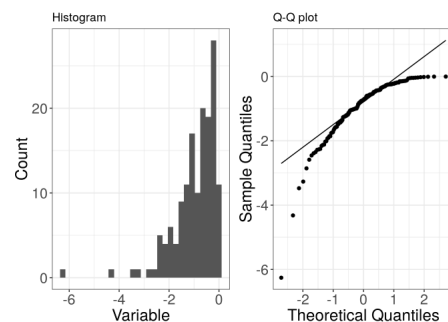 Histogram
Count
20
10
0
-6
-4
-2
0
Variable
Q-Q plot
Sample Quantiles
0
-2
-4
-6
-2
-1
0
1
2
Theoretical Quantiles